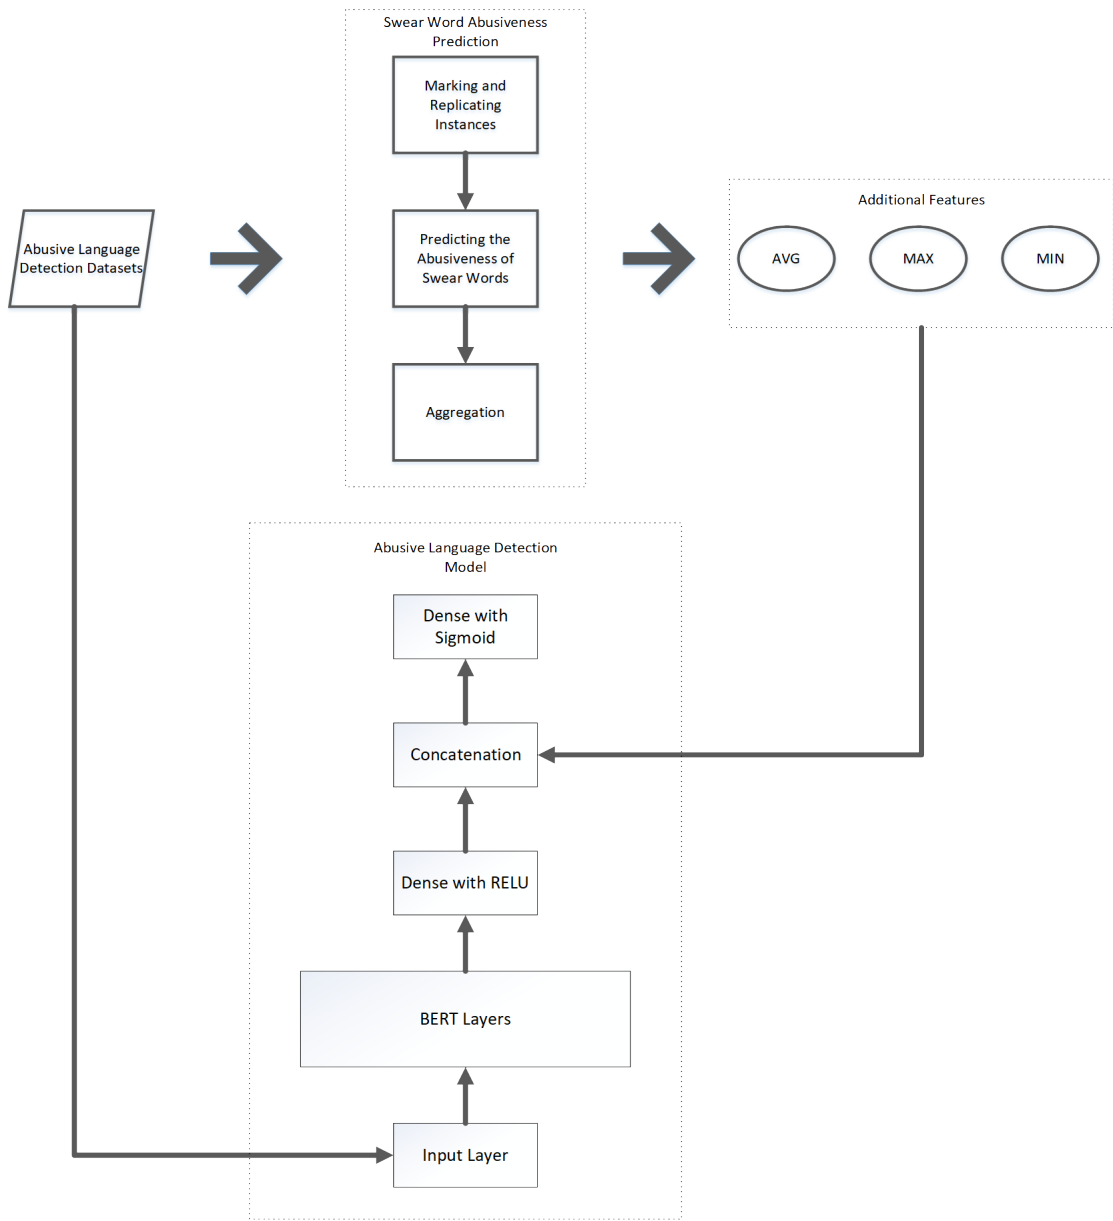 Swear Word Abusiveness
Prediction
Marking and
Replicating
Instances
Abusive Language
Detection Datasets
Predicting the
Abusiveness of
Swear Words
Aggregation
Additional Features
AVG
MAX
MIN
Abusive Language Detection
Model
Dense with
Sigmoid
Concatenation
Dense with RELU
BERT Layers
Input Layer